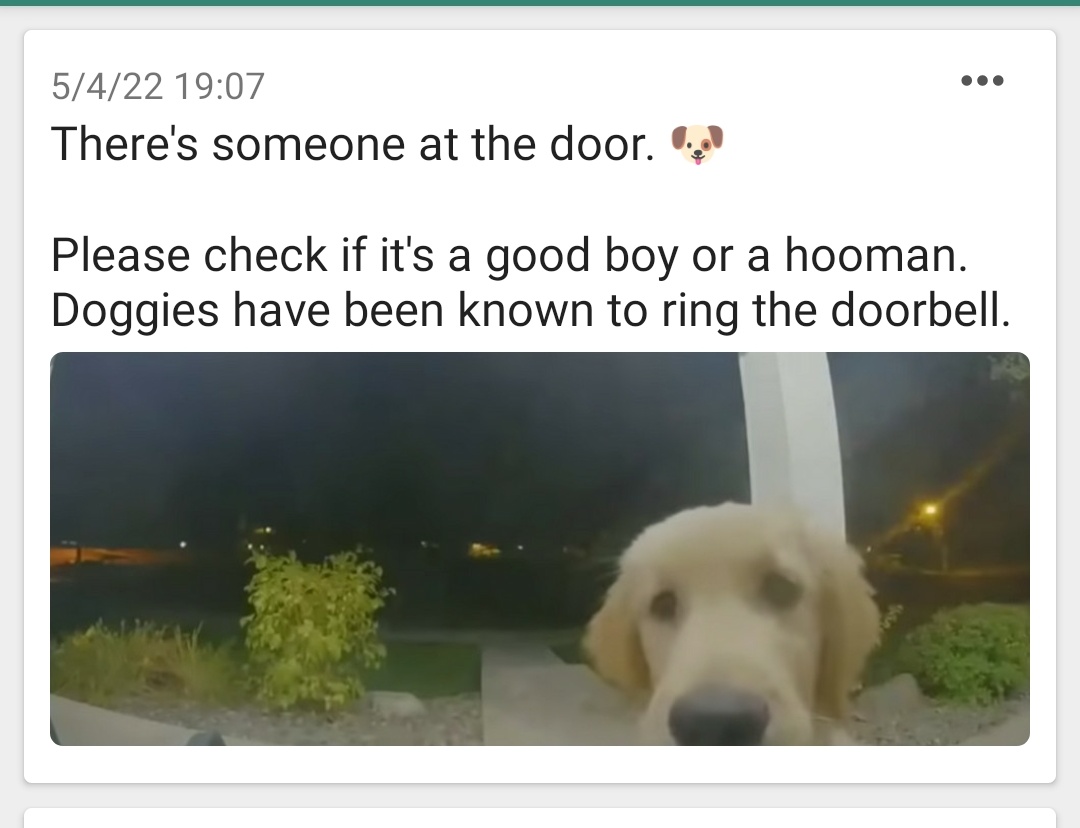 5/4/22 19:07
There's someone at the door. 🐶
Please check if it's a good boy or a hooman.
Doggies have been known to ring the doorbell.